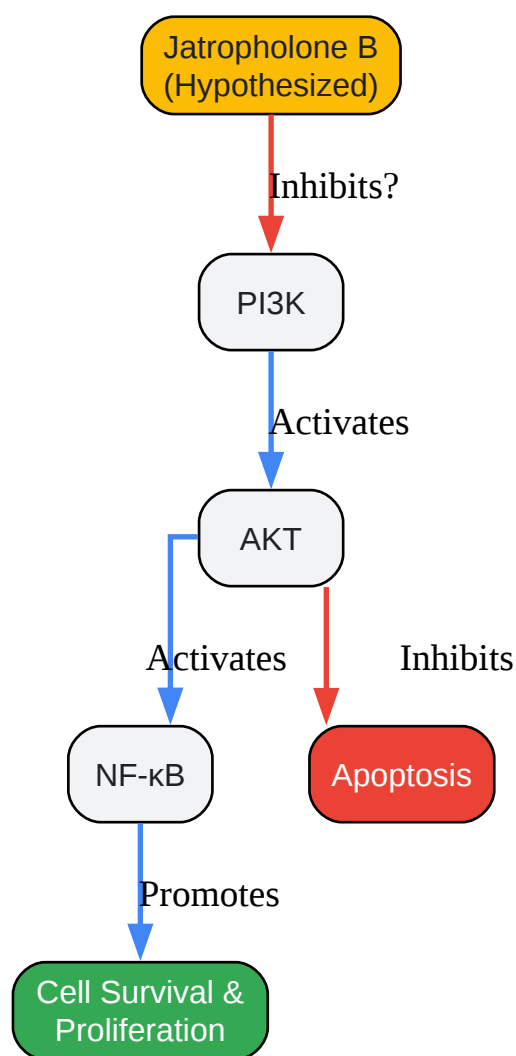 Jatropholone B
(Hypothesized)
Inhibits?
PI3K
Activates
AKT
Activates
Inhibits
NF-κB
Apoptosis
Promotes
Cell Survival &
Proliferation